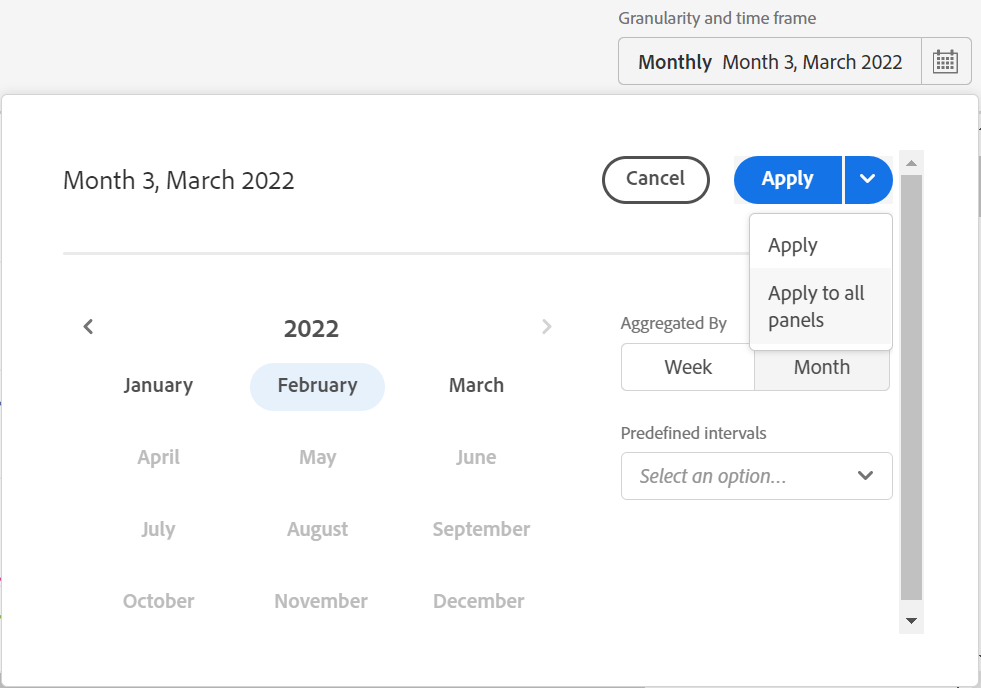 Granularity and time frame
Monthly Month 3, March 2022
Month 3, March 2022
Cancel
Apply
Apply
Apply to all
panels
2022
January February March
April May June
July August September
October November December
Aggregated By
Week Month
Predefined intervals
Select an option...